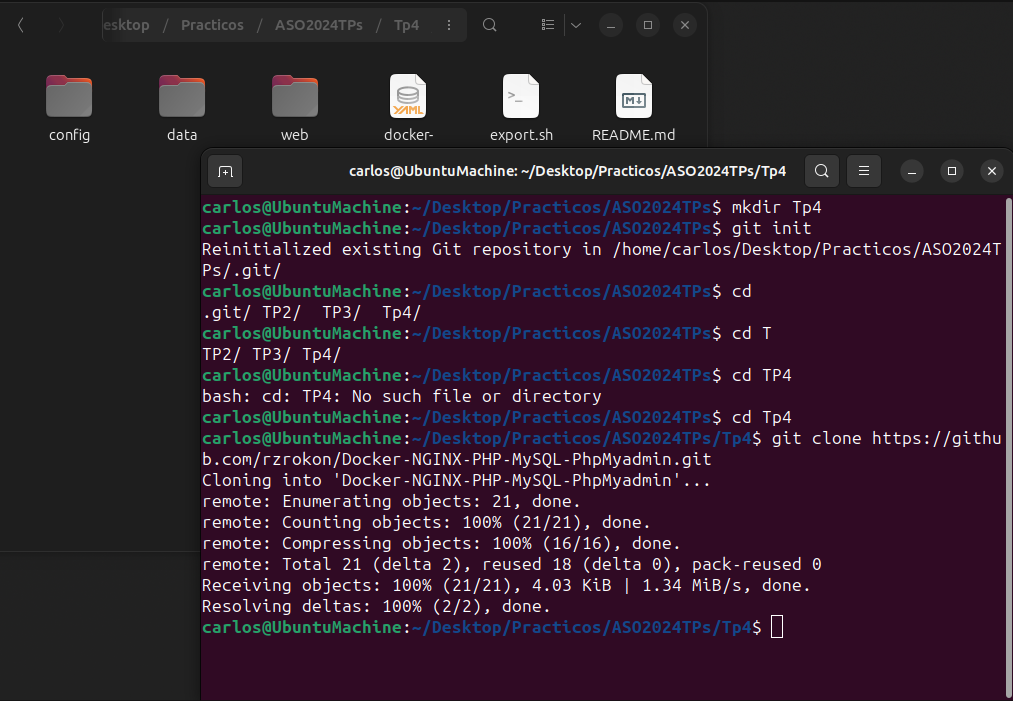 esktop / Practicos / ASO2024TPs / Tp4
config data web docker- export.sh README.md
YAML >_ M
carlos@UbuntuMachine: ~/Desktop/Practicos/ASO2024TPs/Tp4
carlos@UbuntuMachine:~/Desktop/Practicos/ASO2024TPs$ mkdir Tp4
carlos@UbuntuMachine:~/Desktop/Practicos/ASO2024TPs$ git init
Reinitialized existing Git repository in /home/carlos/Desktop/Practicos/ASO2024T
Ps/.git/
carlos@UbuntuMachine:~/Desktop/Practicos/ASO2024TPs$ cd
.git/ TP2/  TP3/  Tp4/
carlos@UbuntuMachine:~/Desktop/Practicos/ASO2024TPs$ cd T
TP2/ TP3/ Tp4/
carlos@UbuntuMachine:~/Desktop/Practicos/ASO2024TPs$ cd TP4
bash: cd: TP4: No such file or directory
carlos@UbuntuMachine:~/Desktop/Practicos/ASO2024TPs$ cd Tp4
carlos@UbuntuMachine:~/Desktop/Practicos/ASO2024TPs/Tp4$ git clone https://githu
b.com/rzrokon/Docker-NGINX-PHP-MySQL-PhpMyadmin.git
Cloning into 'Docker-NGINX-PHP-MySQL-PhpMyadmin'...
remote: Enumerating objects: 21, done.
remote: Counting objects: 100% (21/21), done.
remote: Compressing objects: 100% (16/16), done.
remote: Total 21 (delta 2), reused 18 (delta 0), pack-reused 0
Receiving objects: 100% (21/21), 4.03 KiB | 1.34 MiB/s, done.
Resolving deltas: 100% (2/2), done.
carlos@UbuntuMachine:~/Desktop/Practicos/ASO2024TPs/Tp4$